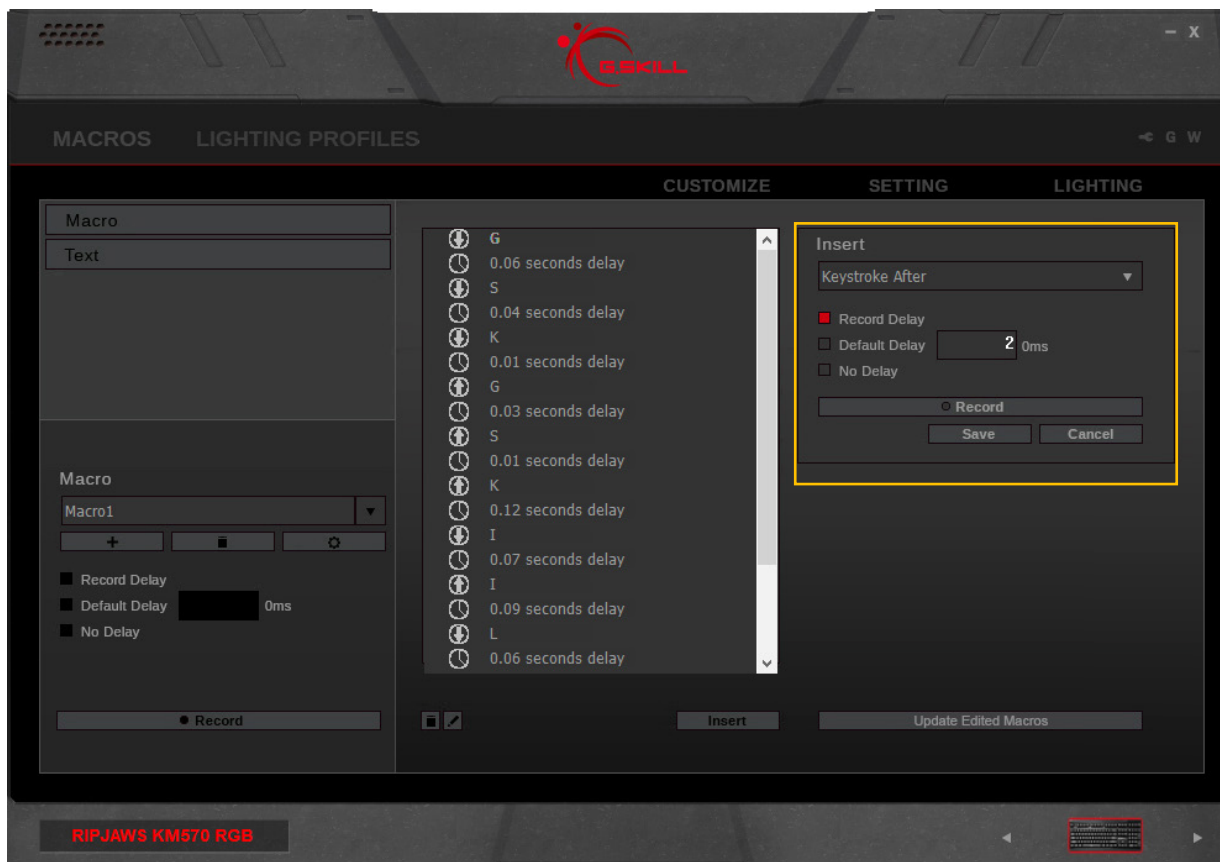 – X
G.SKILL
MACROS LIGHTING PROFILES G W
CUSTOMIZE SETTING LIGHTING
Macro
Text
Macro
Macro1
+
Record Delay
Default Delay 0ms
No Delay
Record
G
0.06 seconds delay
S
0.04 seconds delay
K
0.01 seconds delay
G
0.03 seconds delay
S
0.01 seconds delay
K
0.12 seconds delay
I
0.07 seconds delay
I
0.09 seconds delay
L
0.06 seconds delay
Insert
Insert
Keystroke After
Record Delay
Default Delay 2 0ms
No Delay
Record
Save Cancel
Update Edited Macros
RIPJAWS KM570 RGB